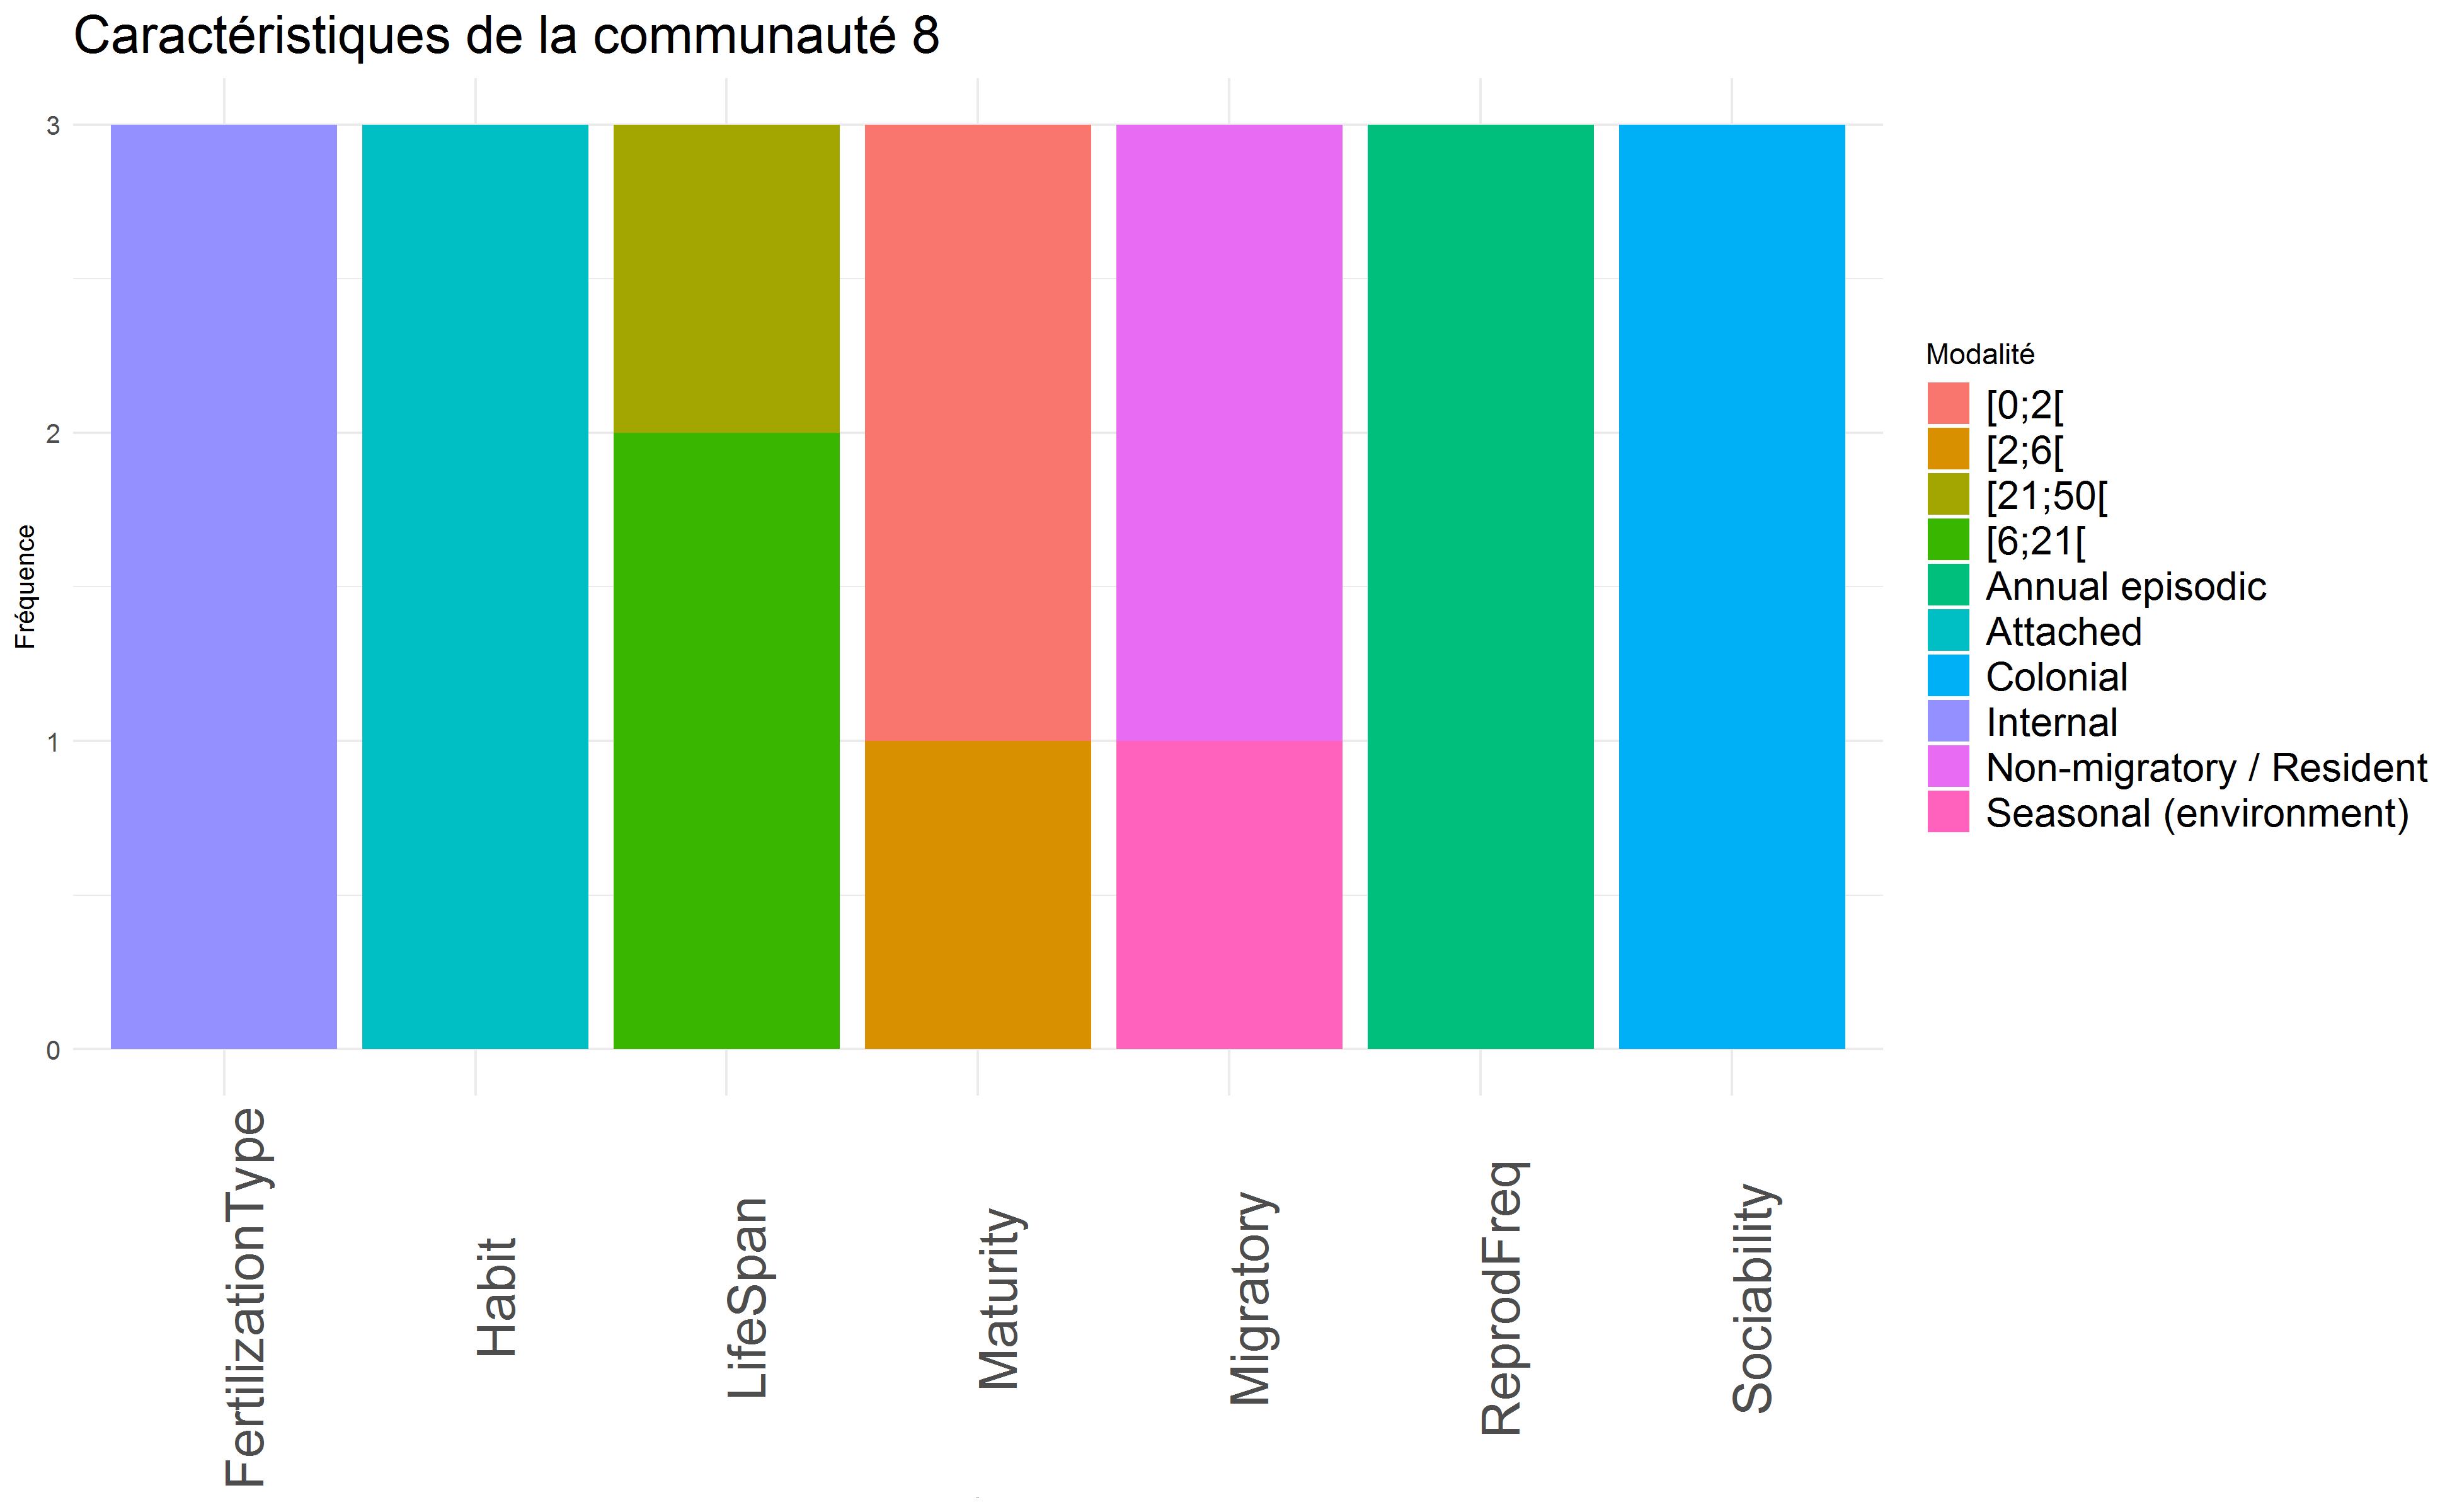 Caractéristiques de la communauté 8
Fréquence
3
2
1
0
FertilizationType
Habit
LifeSpan
Maturity
Migratory
ReprodFreq
Sociability
Modalité
[0;2[
[2;6[
[21;50[
[6;21[
Annual episodic
Attached
Colonial
Internal
Non-migratory / Resident
Seasonal (environment)